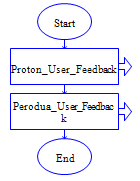 Start
Proton_User_Feedback
Perodua_User_Feedbac
k
End